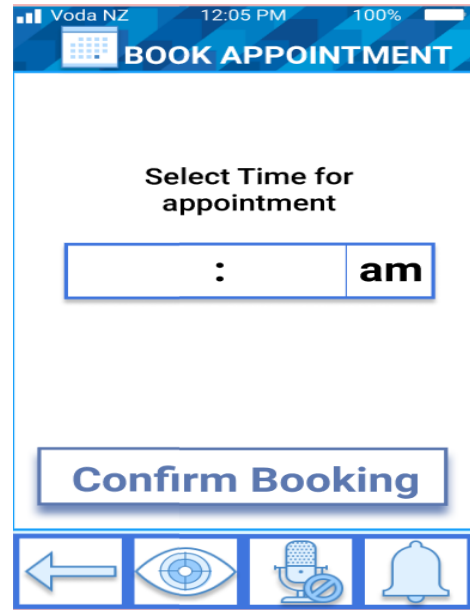 Voda NZ 12:05 PM 100%
BOOK APPOINTMENT
Select Time for
appointment
: am
Confirm Booking